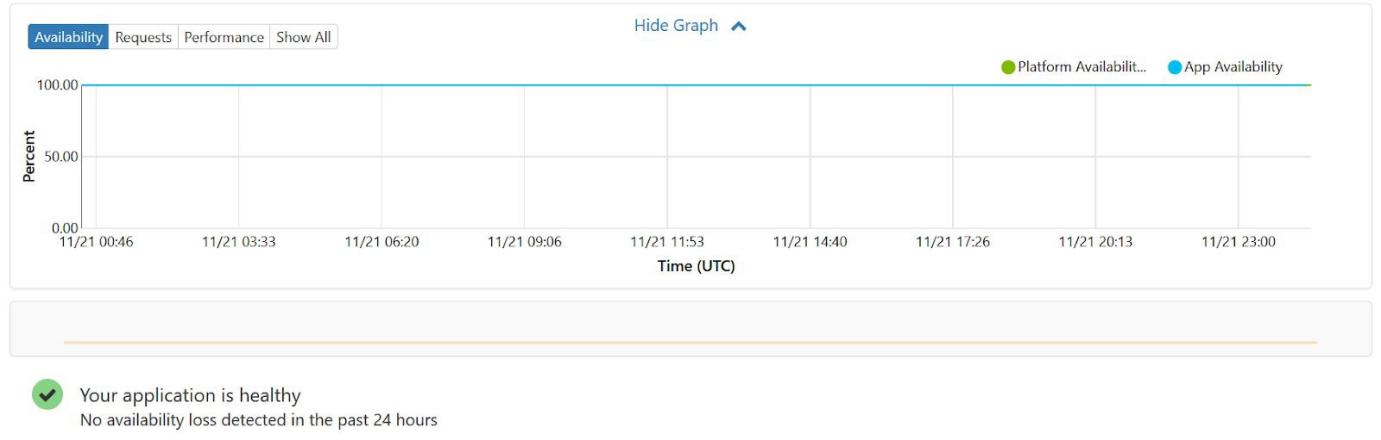 Hide Graph
Availability Requests Performance Show All
Platform Availabilit... App Availability
100.00
50.00
0.00
Percent
11/21 00:46 11/21 03:33 11/21 06:20 11/21 09:06 11/21 11:53 11/21 14:40 11/21 17:26 11/21 20:13 11/21 23:00
Time (UTC)
Your application is healthy
No availability loss detected in the past 24 hours